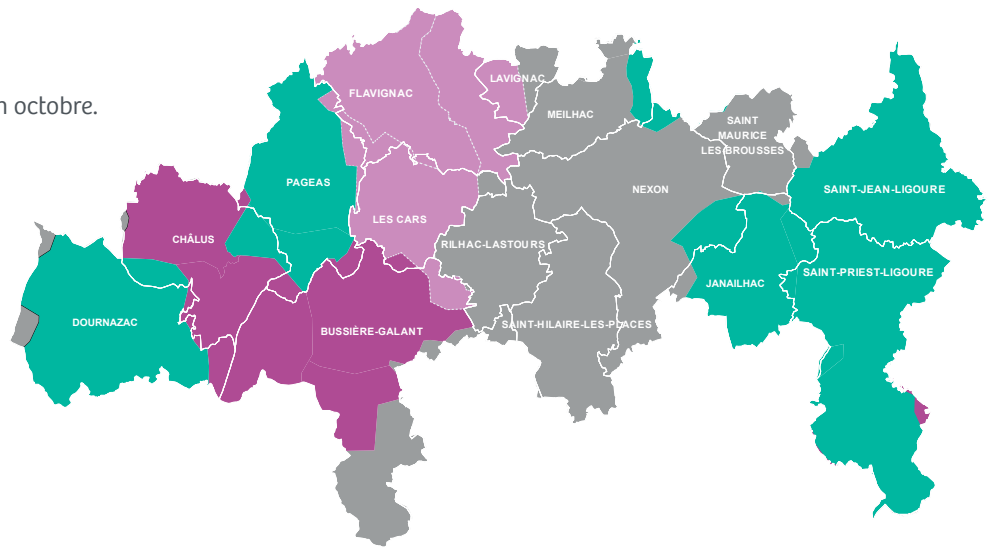 n octobre.
FLAVIGNAC
LAVIGNAC
MEILHAC
SAINT
MAURICE
LES BROUSSES
PAGEAS
NEXON
SAINT-JEAN-LIGOURE
LES CARS
CHÂLUS
RILHAC-LASTOURS
SAINT-PRIEST-LIGOURE
JANAILHAC
DOURNAZAC
BUSSIÈRE-GALANT
SAINT-HILAIRE-LES-PLACES